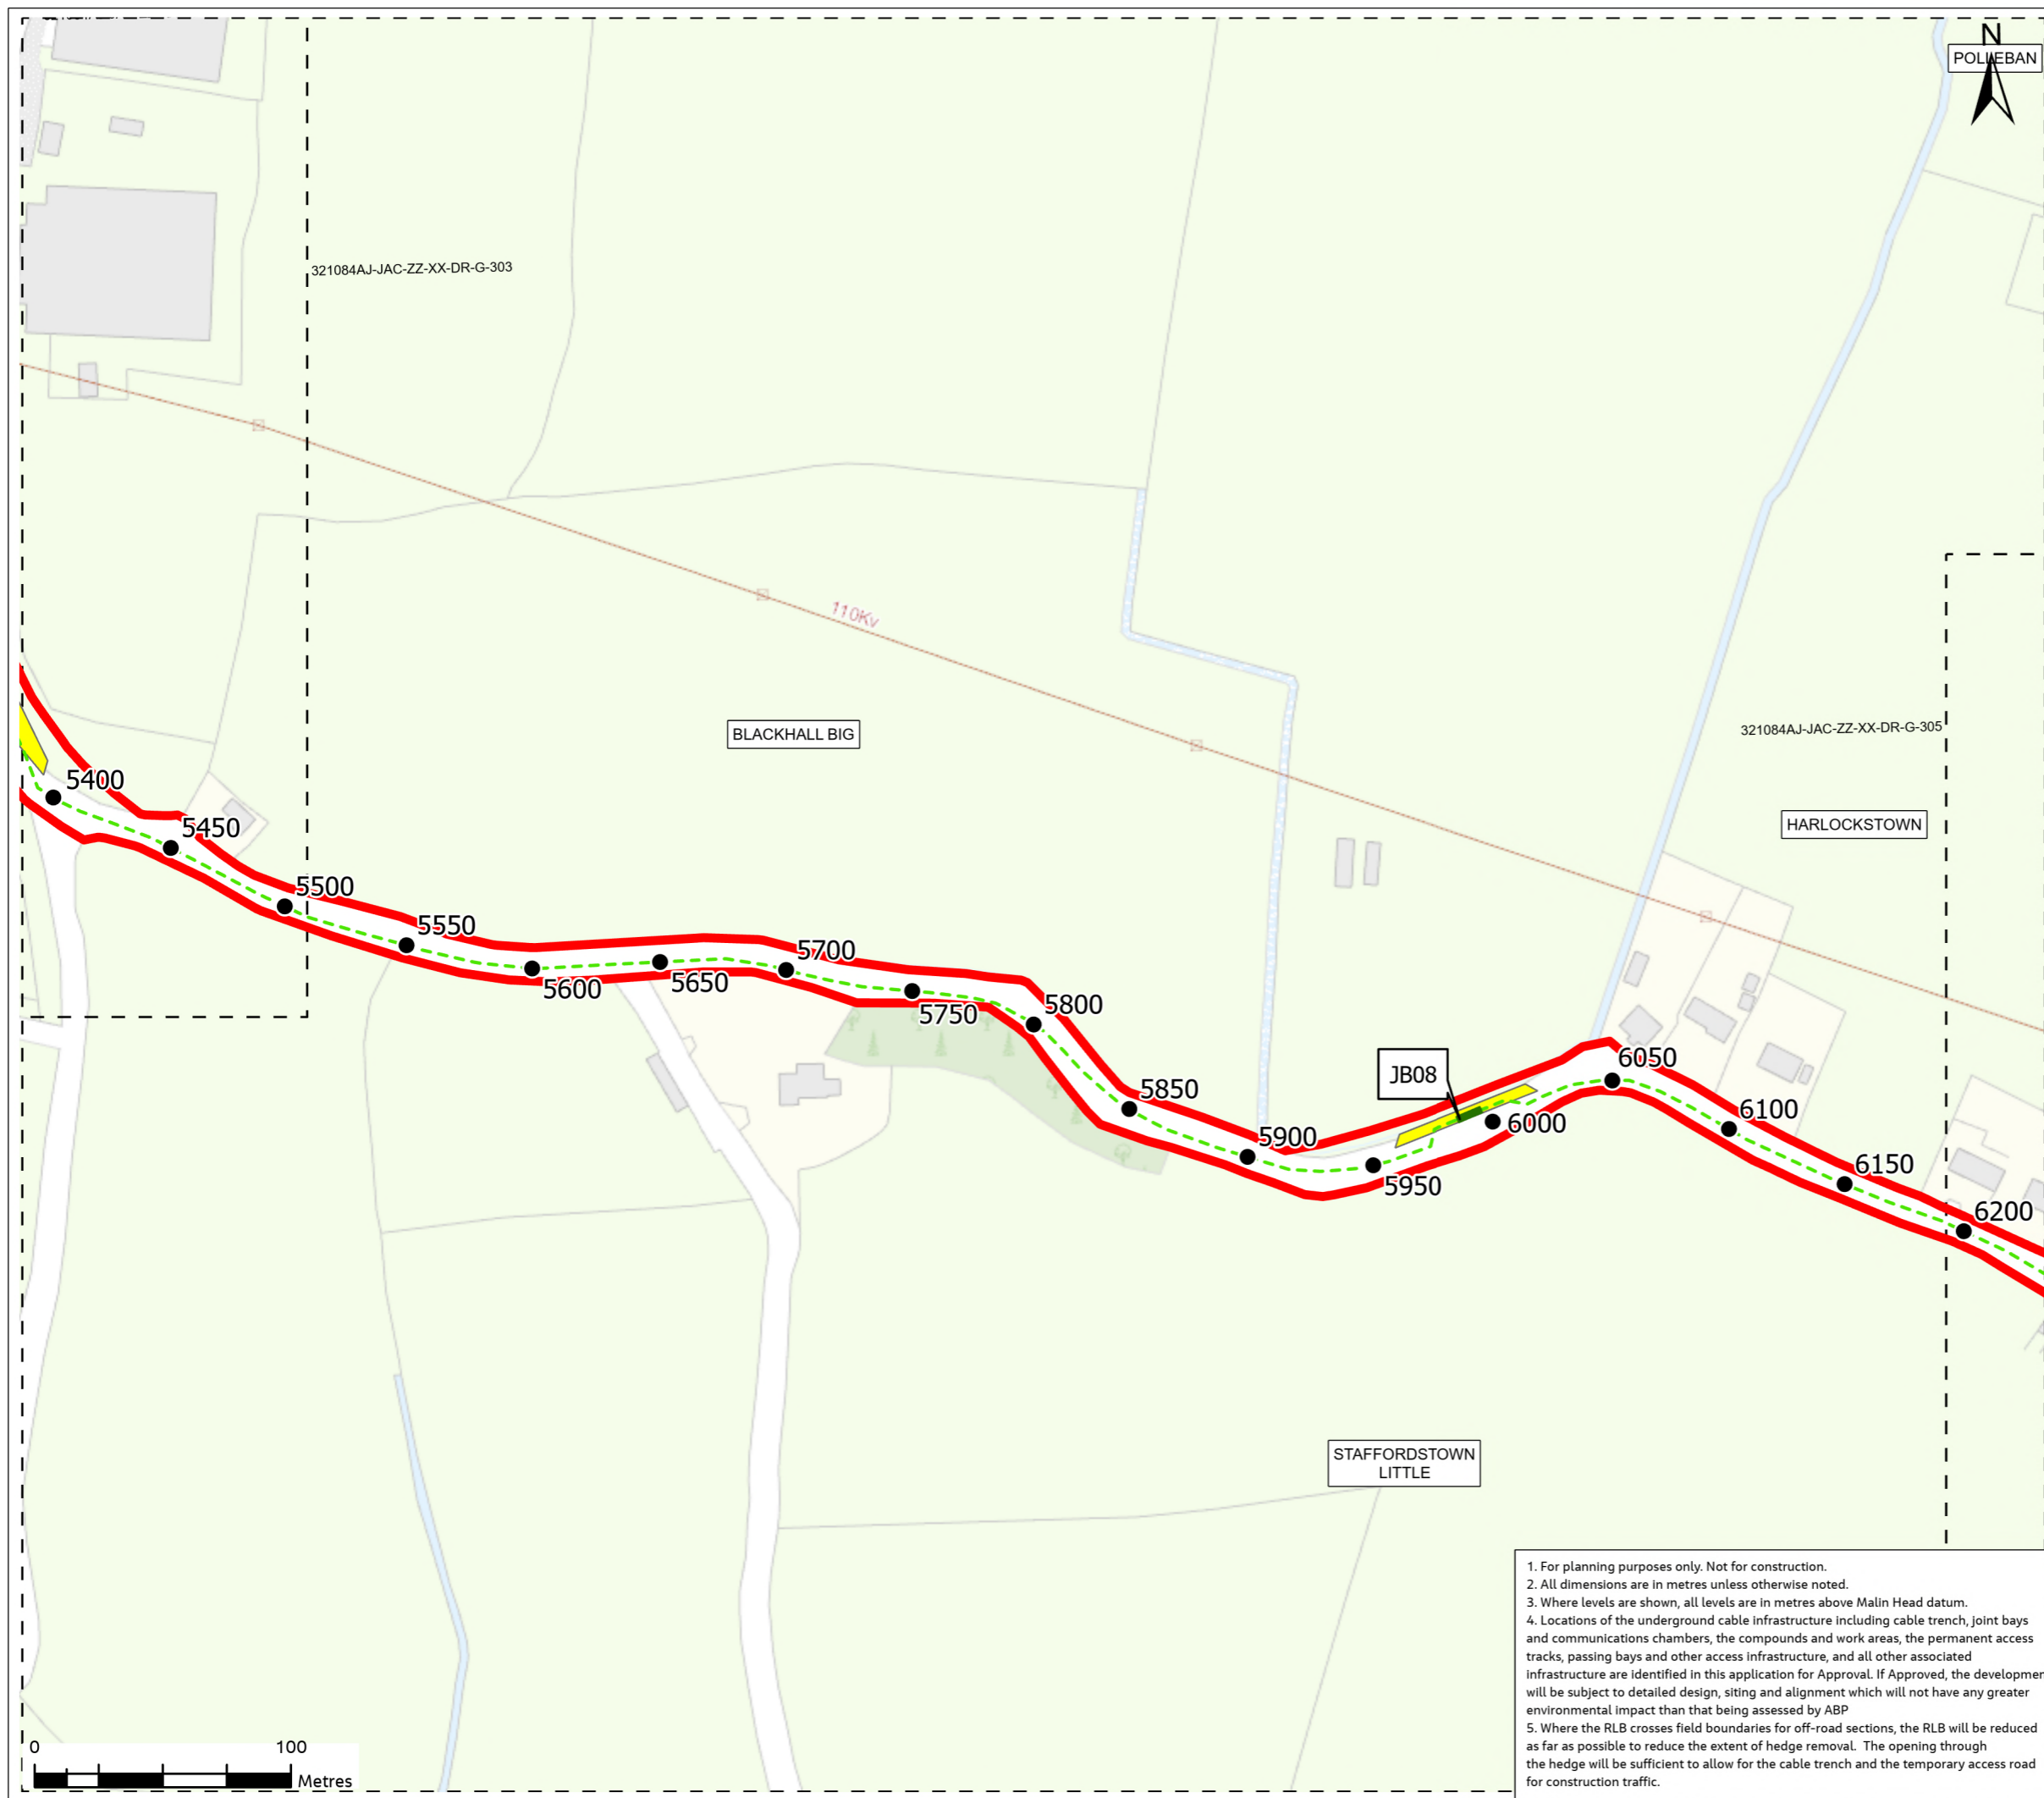 N
POLLEBAN
321084AJ-JAC-ZZ-XX-DR-G-303
110Kv
BLACKHALL BIG
321084AJ-JAC-ZZ-XX-DR-G-305
HARLOCKSTOWN
5400
5450
5500
5550
5600
5650
5700
5750
5800
5850
5900
5950
JB08
6000
6050
6100
6150
6200
STAFFORDSTOWN
LITTLE
1. For planning purposes only. Not for construction.
2. All dimensions are in metres unless otherwise noted.
3. Where levels are shown, all levels are in metres above Malin Head datum.
4. Locations of the underground cable infrastructure including cable trench, joint bays
and communications chambers, the compounds and work areas, the permanent access
tracks, passing bays and other access infrastructure, and all other associated
infrastructure are identified in this application for Approval. If Approved, the developmen
will be subject to detailed design, siting and alignment which will not have any greater
environmental impact than that being assessed by ABP
5. Where the RLB crosses field boundaries for off-road sections, the RLB will be reduced
as far as possible to reduce the extent of hedge removal. The opening through
the hedge will be sufficient to allow for the cable trench and the temporary access road
for construction traffic.
0 100
Metres